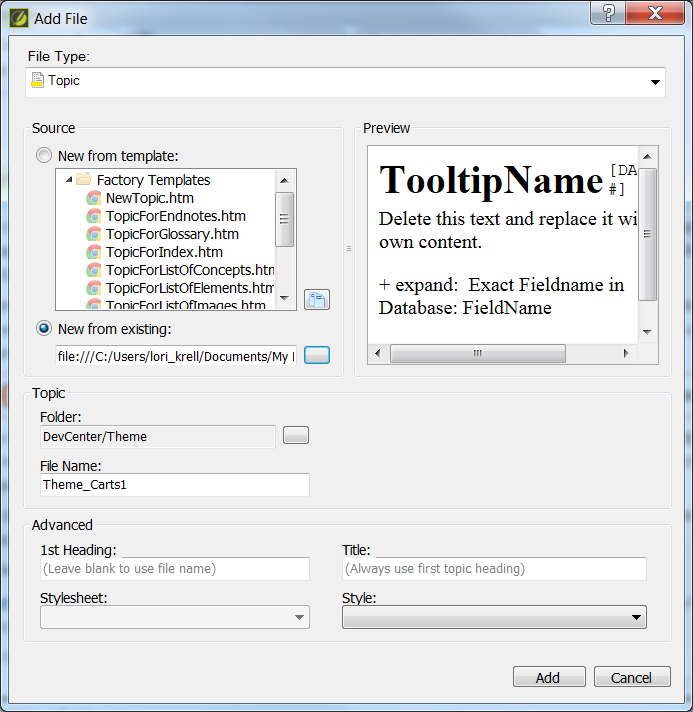 Add File
File Type:
Topic
Source
New from template:
Factory Templates
NewTopic.htm
TopicForEndnotes.htm
TopicForGlossary.htm
TopicForIndex.htm
TopicForListOfConcepts.htm
TopicForListOfElements.htm
TopicForListOfImages.htm
New from existing:
file:///C:/Users/lori_krell/Documents/My
Preview
TooltipName [DA
#]
Delete this text and replace it wi
own content.
+ expand: Exact Fieldname in
Database: FieldName
Topic
Folder:
DevCenter/Theme
File Name:
Theme_Carts1
Advanced
1st Heading:
(Leave blank to use file name)
Title:
(Always use first topic heading)
Stylesheet:
Style:
Add
Cancel